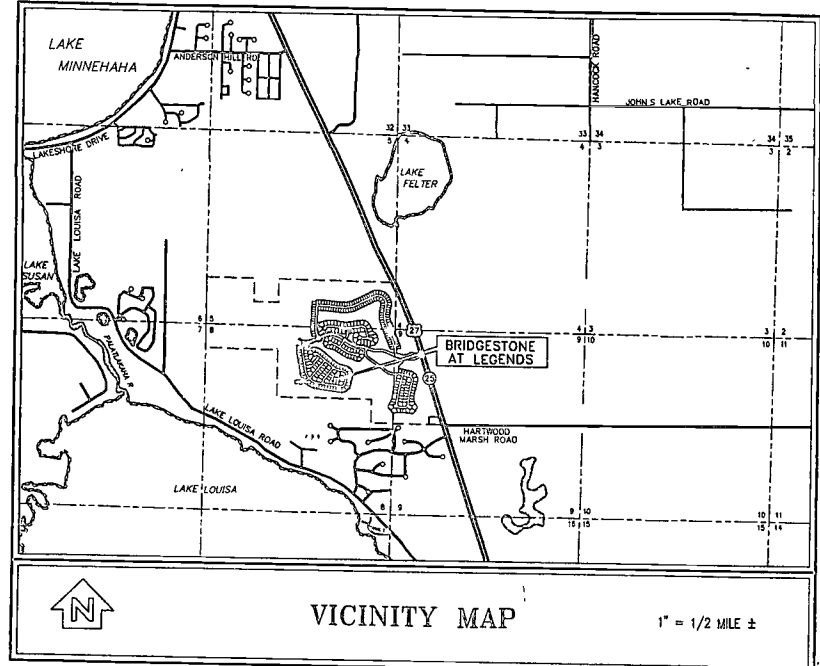 LAKE
MINNEHAHA
ANDERSON HILL RD.
HANCOCK ROAD
JOHN'S LAKE ROAD
LAKESHORE DRIVE
32 33
5 4
33 34
4 3
34 35
3 2
LAKE
FELTER
LAKE LOUISA ROAD
LAKE
SUSAN
6 5
7 8
4
9
27
4 3
9 10
3 2
10 11
BRIDGESTONE
AT LEGENDS
25
PALATLAKAHA R
LAKE LOUISA ROAD
HARTWOOD
MARSH ROAD
LAKE LOUISA
8 9
9 10
16 15
10 11
15 14
N
VICINITY MAP
1" = 1/2 MILE ±